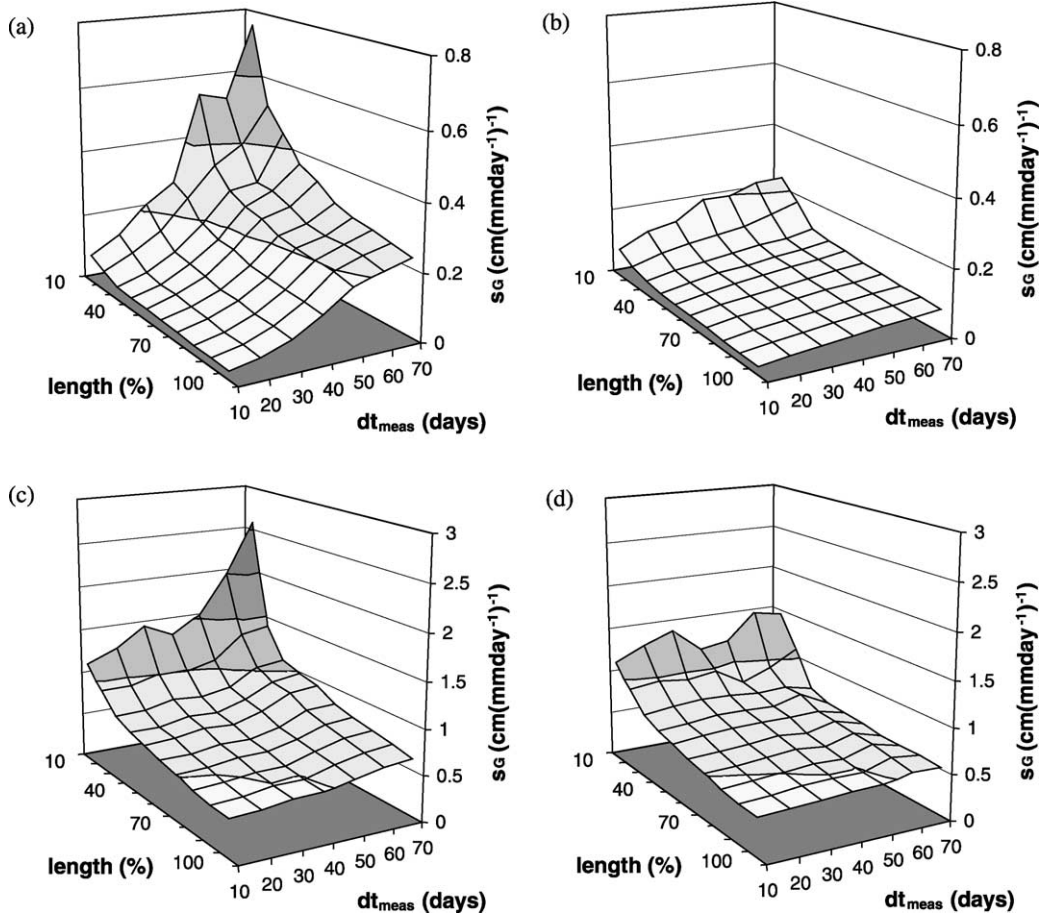 (a)
0.8
0.6
0.4
0.2
0
sG (cm(mmday-1)-1)
10
40
70
100
length (%)
10 20 30 40 50 60 70
dtmeas (days)
(b)
0.8
0.6
0.4
0.2
0
sG (cm(mmday-1)-1)
10
40
70
100
length (%)
10 20 30 40 50 60 70
dtmeas (days)
(c)
3
2.5
2
1.5
1
0.5
0
sG (cm(mmday-1)-1)
10
40
70
100
length (%)
10 20 30 40 50 60 70
dtmeas (days)
(d)
3
2.5
2
1.5
1
0.5
0
sG (cm(mmday-1)-1)
10
40
70
100
length (%)
10 20 30 40 50 60 70
dtmeas (days)